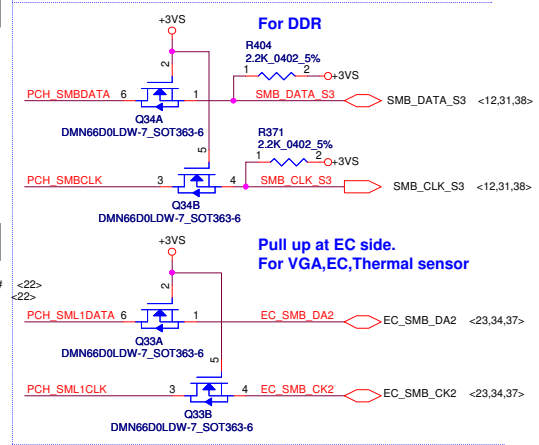 For DDR
+3VS
R404
2.2K_0402_5%
1 2
+3VS
2
PCH_SMBDATA 6 1 SMB_DATA_S3 SMB_DATA_S3 <12,31,38>
Q34A
DMN66D0LDW-7_SOT363-6
R371
2.2K_0402_5%
5
1 2
+3VS
PCH_SMBCLK 3 4 SMB_CLK_S3 SMB_CLK_S3 <12,31,38>
Q34B
DMN66D0LDW-7_SOT363-6
+3VS
Pull up at EC side.
For VGA,EC,Thermal sensor
# <22>
<22>
2
PCH_SML1DATA 6 1 EC_SMB_DA2 EC_SMB_DA2 <23,34,37>
Q33A
DMN66D0LDW-7_SOT363-6
5
PCH_SML1CLK 3 4 EC_SMB_CK2 EC_SMB_CK2 <23,34,37>
Q33B
DMN66D0LDW-7_SOT363-6